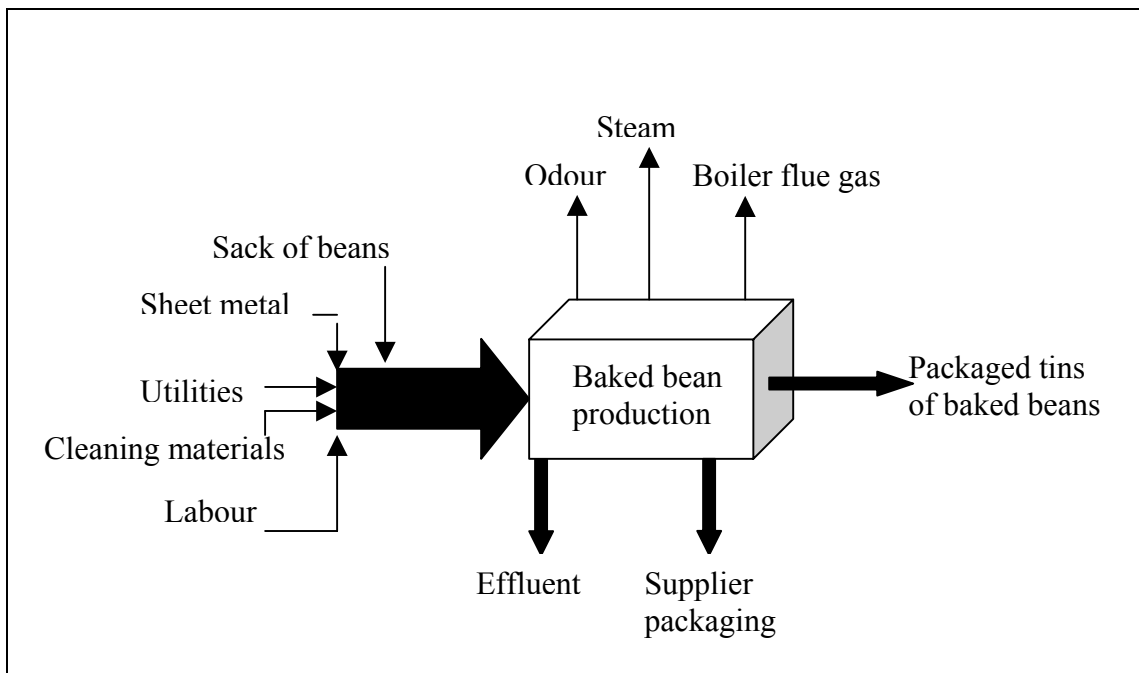 Steam
Odour
Boiler flue gas
Sack of beans
Sheet metal
Utilities
Cleaning materials
Labour
Baked bean
production
Packaged tins
of baked beans
Effluent
Supplier
packaging